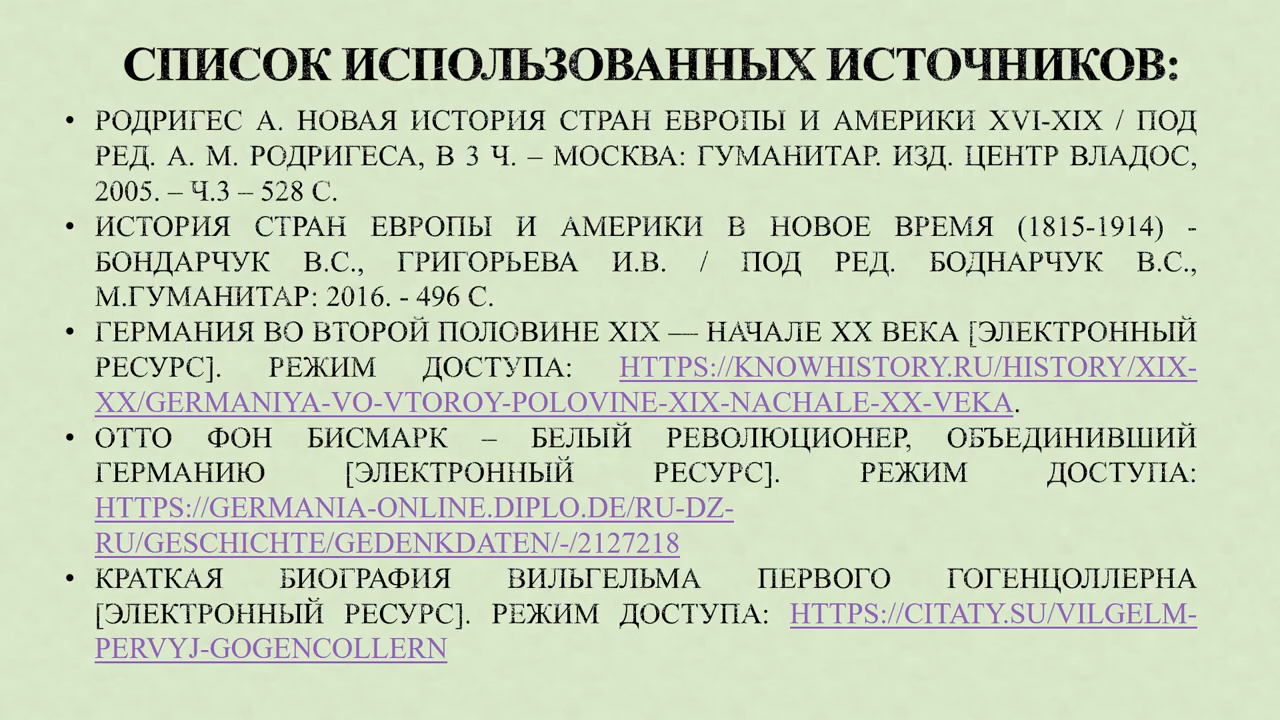 СПИСОК ИСПОЛЬЗОВАННЫХ ИСТОЧНИКОВ:
• РОДРИГЕС А. НОВАЯ ИСТОРИЯ СТРАН ЕВРОПЫ И АМЕРИКИ XVI-XIX / ПОД
РЕД. А. М. РОДРИГЕСА, В 3 Ч. – МОСКВА: ГУМАНИТАР. ИЗД. ЦЕНТР ВЛАДОС,
2005. – Ч.3 – 528 С.
• ИСТОРИЯ СТРАН ЕВРОПЫ И АМЕРИКИ В НОВОЕ ВРЕМЯ (1815-1914) -
БОНДАРЧУК В.С., ГРИГОРЬЕВА И.В. / ПОД РЕД. БОДНАРЧУК В.С.,
М.ГУМАНИТАР: 2016. - 496 С.
• ГЕРМАНИЯ ВО ВТОРОЙ ПОЛОВИНЕ XIX — НАЧАЛЕ XX ВЕКА [ЭЛЕКТРОННЫЙ
РЕСУРС]. РЕЖИМ ДОСТУПА: HTTPS://KNOWHISTORY.RU/HISTORY/XIX-
XX/GERMANIYA-VO-VTOROY-POLOVINE-XIX-NACHALE-XX-VEKA.
• ОТТО ФОН БИСМАРК – БЕЛЫЙ РЕВОЛЮЦИОНЕР, ОБЪЕДИНИВШИЙ
ГЕРМАНИЮ [ЭЛЕКТРОННЫЙ РЕСУРС]. РЕЖИМ ДОСТУПА:
HTTPS://GERMANIA-ONLINE.DIPLO.DE/RU-DZ-
RU/GESCHICHTE/GEDENKDATEN/-/2127218
• КРАТКАЯ БИОГРАФИЯ ВИЛЬГЕЛЬМА ПЕРВОГО ГОГЕНЦОЛЛЕРНА
[ЭЛЕКТРОННЫЙ РЕСУРС]. РЕЖИМ ДОСТУПА: HTTPS://CITATY.SU/VILGELM-
PERVYJ-GOGENCOLLERN